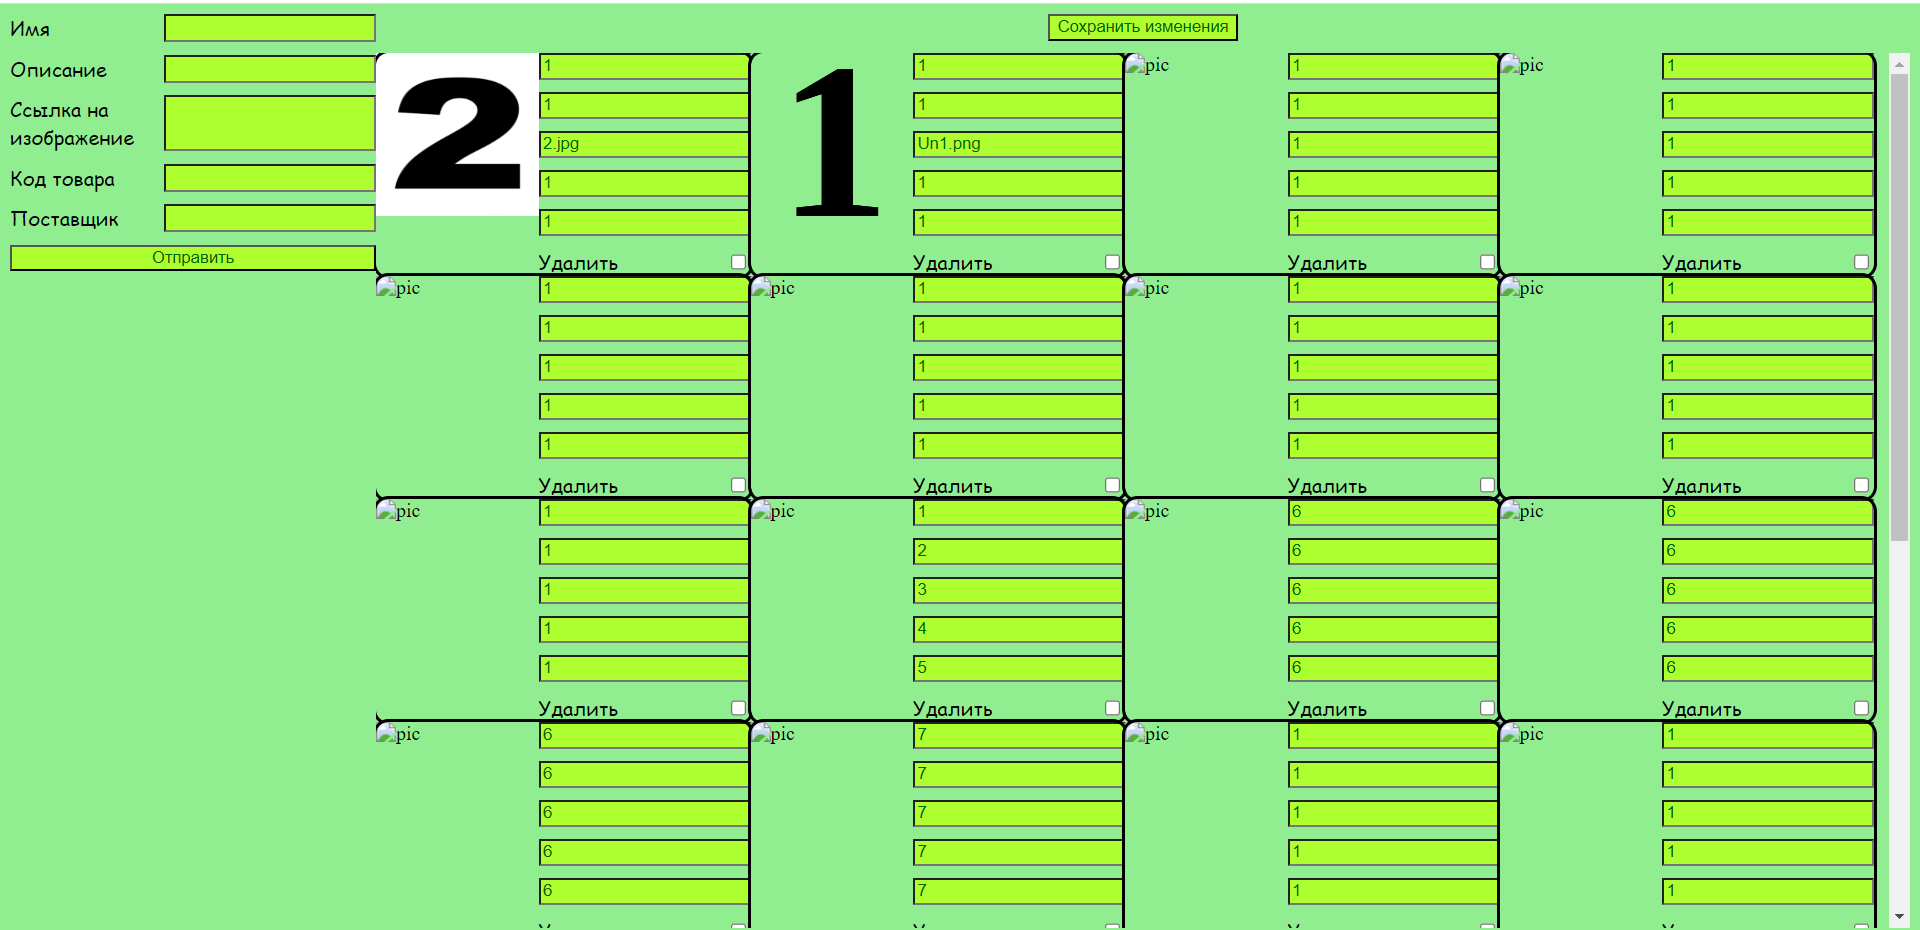 Имя
Описание
Ссылка на
изображение
Код товара
Поставщик
Отправить
Сохранить изменения
2
1
1
2.jpg
1
1
Удалить
1
1
1
Un1.png
1
1
Удалить
pic
1
1
1
1
1
Удалить
pic
1
1
1
1
1
Удалить
pic
1
1
1
1
1
Удалить
pic
1
1
1
1
1
Удалить
pic
1
1
1
1
1
Удалить
pic
1
1
1
1
1
Удалить
pic
1
1
1
1
1
Удалить
pic
1
2
3
4
5
Удалить
pic
6
6
6
6
6
Удалить
pic
6
6
6
6
6
Удалить
pic
6
6
6
6
6
pic
7
7
7
7
7
pic
1
1
1
1
1
pic
1
1
1
1
1